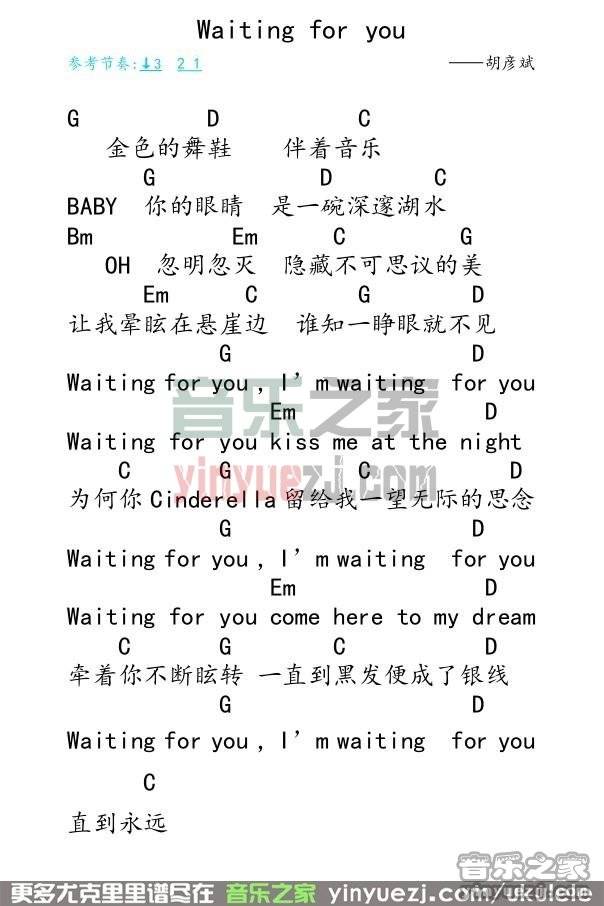 Waiting for you
参考节奏:↓3 2 1 ——胡彦斌
G D C
金色的舞鞋 伴着音乐
G D C
BABY 你的眼睛 是一碗深邃湖水
Bm Em C G
OH 忽明忽灭 隐藏不可思议的美
Em C G D
让我晕眩在悬崖边 谁知一睁眼就不见
G D
Waiting for you , I’m waiting for you
音乐之家
Em D
Waiting for you kiss me at the night
yinyuezj.com
C G C D
为何你 Cinderella 留给我一望无际的思念
G D
Waiting for you , I’m waiting for you
Em D
Waiting for you come here to my dream
C G C D
牵着你不断眩转 一直到黑发便成了银线
G D
Waiting for you , I’m waiting for you
C
直到永远
音乐之家
yinyuezj.com
更多尤克里里谱尽在 音乐之家 yinyuezj.com/ukulili